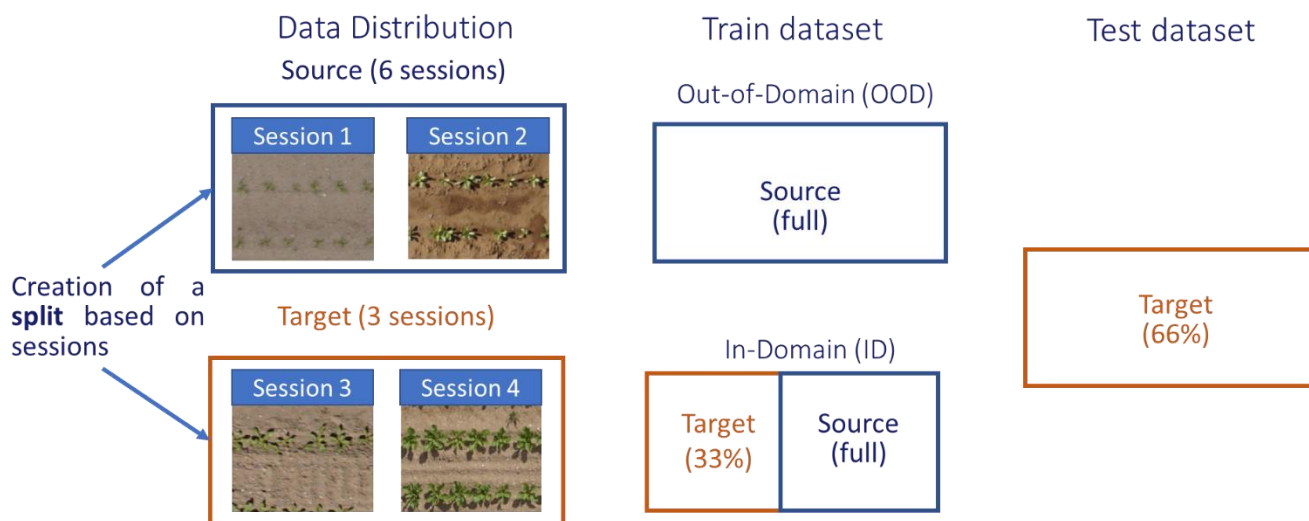 Data Distribution
Source (6 sessions)
Session 1
Session 2
Creation of a
split based on
sessions
Target (3 sessions)
Session 3
Session 4
Train dataset
Out-of-Domain (OOD)
Source
(full)
In-Domain (ID)
Target
(33%)
Source
(full)
Test dataset
Target
(66%)